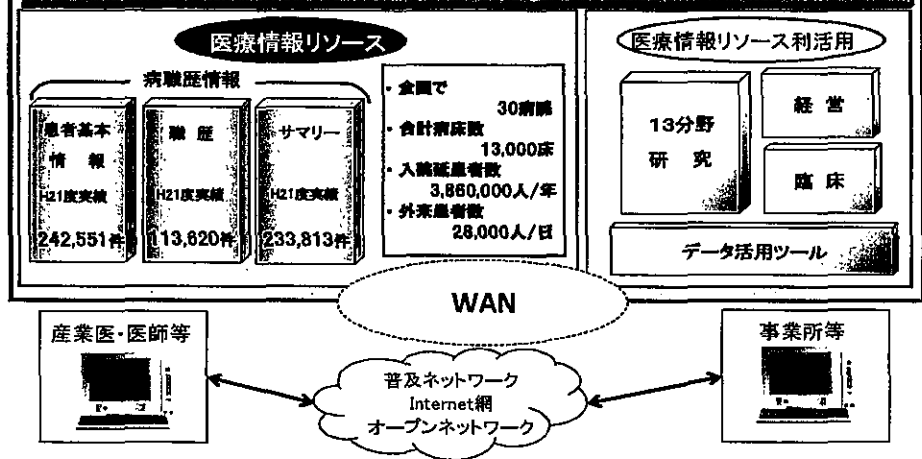 医療情報リソース
病職歴情報
患者基本
情 報
H21度実績
242,551件
職 歴
H21度実績
113,620件
サマリー
H21度実績
233,813件
・全国で
30病院
・合計病床数
13,000床
・入院延患者数
3,860,000人/年
・外来患者数
28,000人/日
医療情報リソース利活用
13分野
研 究
経 営
臨 床
データ活用ツール
WAN
産業医・医師等
普及ネットワーク
Internet網
オープンネットワーク
事業所等